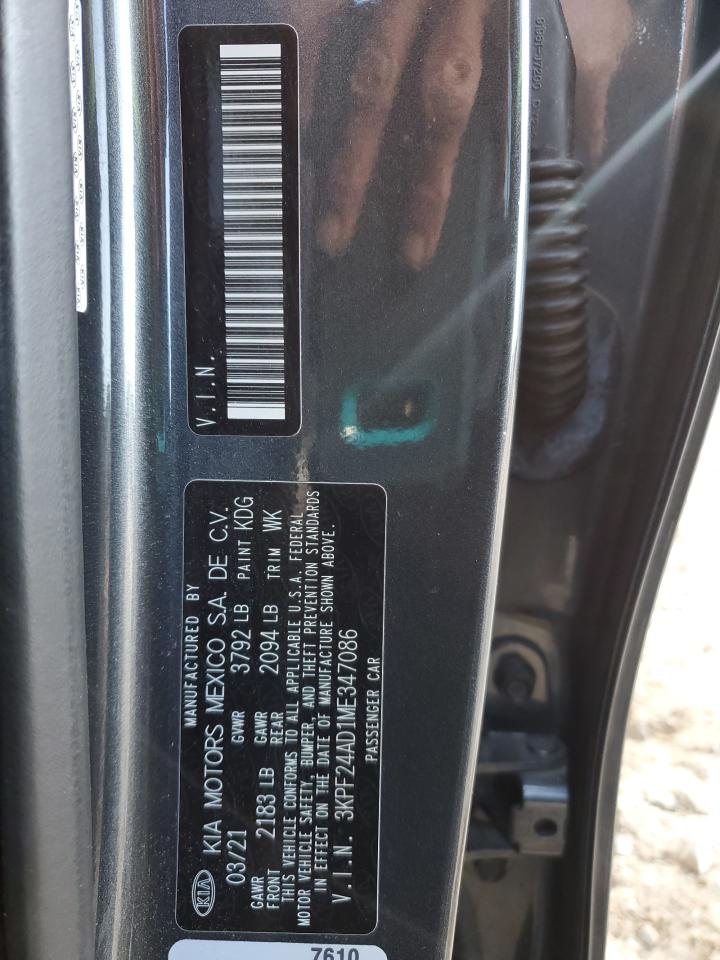 V.I.N.
KIA
MANUFACTURED BY
KIA MOTORS MEXICO S.A. DE C.V.
03/21 GVWR 3792 LB PAINT KDG
GAWR FRONT 2183 LB GAWR REAR 2094 LB TRIM WK
THIS VEHICLE CONFORMS TO ALL APPLICABLE U.S.A. FEDERAL
MOTOR VEHICLE SAFETY, BUMPER, AND THEFT PREVENTION STANDARDS
IN EFFECT ON THE DATE OF MANUFACTURE SHOWN ABOVE.
V.I.N. 3KPF24AD1ME347086
PASSENGER CAR
7610